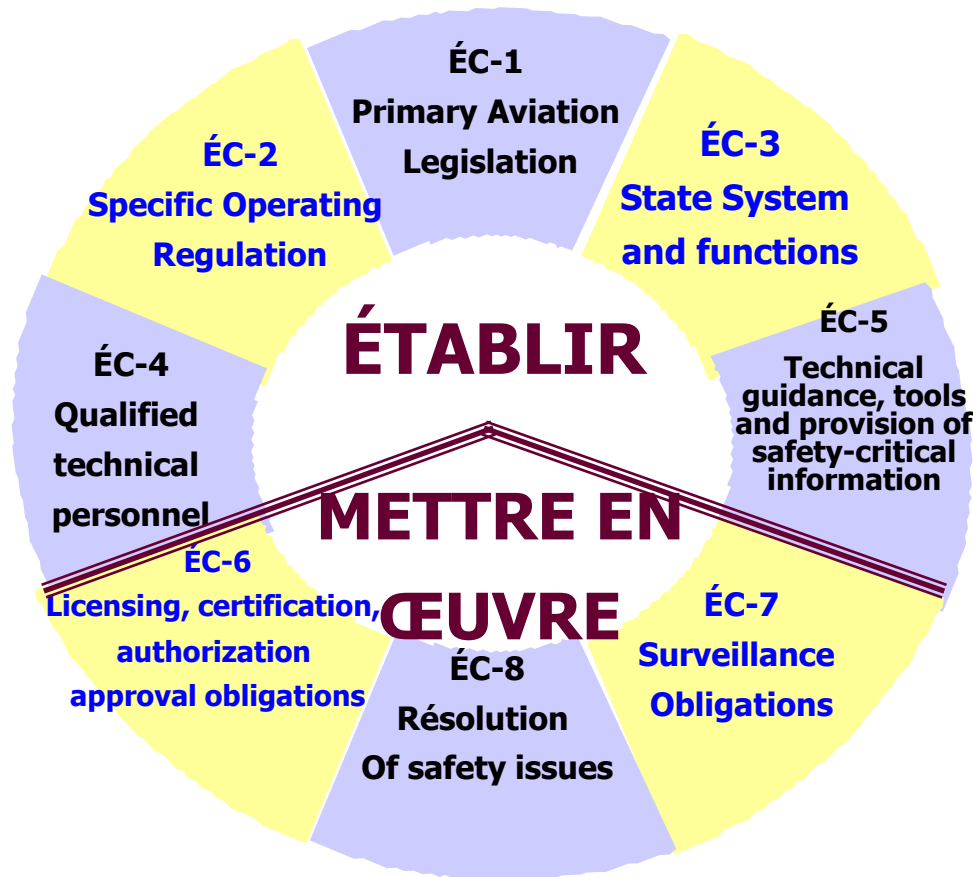 ÉC-1
Primary Aviation
Legislation
ÉC-2
Specific Operating
Regulation
ÉC-3
State System
and functions
ÉC-4
Qualified
technical
personnel
ÉC-5
Technical
guidance, tools
and provision of
safety-critical
information
ÉTABLIR
METTRE EN
ŒUVRE
ÉC-6
Licensing, certification,
authorization
approval obligations
ÉC-7
Surveillance
Obligations
ÉC-8
Résolution
Of safety issues